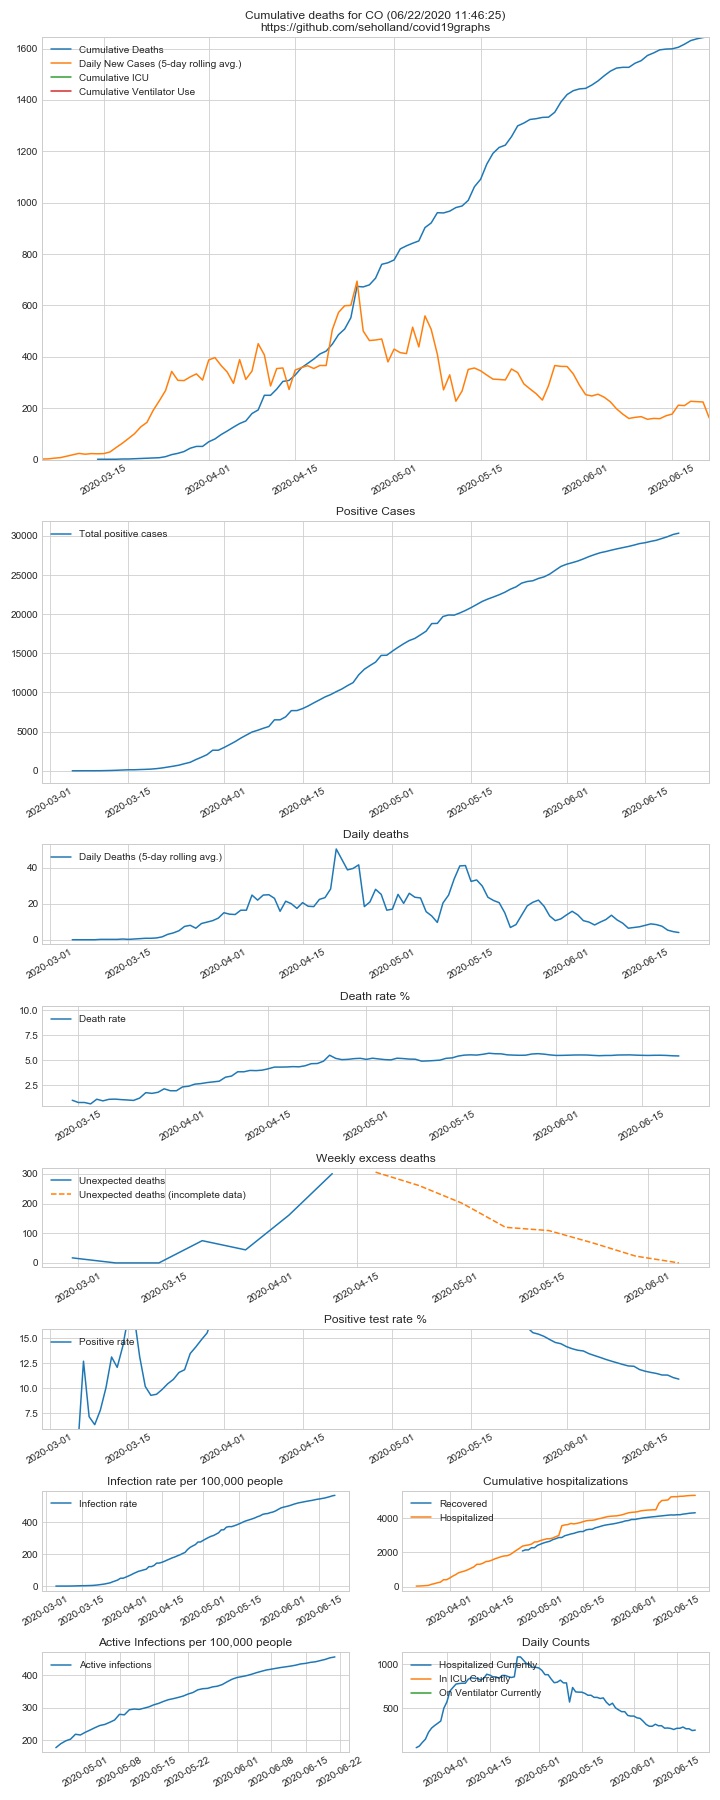 Cumulative deaths for CO (06/22/2020 11:46:25)
https://github.com/seholland/covid19graphs
Cumulative Deaths
Daily New Cases (5-day rolling avg.)
Cumulative ICU
Cumulative Ventilator Use
1600
1400
1200
1000
800
600
400
200
0
2020-03-15 2020-04-01 2020-04-15 2020-05-01 2020-05-15 2020-06-01 2020-06-15
Positive Cases
Total positive cases
30000
25000
20000
15000
10000
5000
0
2020-03-01 2020-03-15 2020-04-01 2020-04-15 2020-05-01 2020-05-15 2020-06-01 2020-06-15
Daily deaths
Daily Deaths (5-day rolling avg.)
40
20
0
2020-03-01 2020-03-15 2020-04-01 2020-04-15 2020-05-01 2020-05-15 2020-06-01 2020-06-15
Death rate %
Death rate
10.0
7.5
5.0
2.5
2020-03-15 2020-04-01 2020-04-15 2020-05-01 2020-05-15 2020-06-01 2020-06-15
Weekly excess deaths
Unexpected deaths
Unexpected deaths (incomplete data)
300
200
100
0
2020-03-01 2020-03-15 2020-04-01 2020-04-15 2020-05-01 2020-05-15 2020-06-01
Positive test rate %
Positive rate
15.0
12.5
10.0
7.5
2020-03-01 2020-03-15 2020-04-01 2020-04-15 2020-05-01 2020-05-15 2020-06-01 2020-06-15
Infection rate per 100,000 people
Infection rate
400
200
0
2020-03-01 2020-03-15 2020-04-01 2020-04-15 2020-05-01 2020-05-15 2020-06-01 2020-06-15
Cumulative hospitalizations
Recovered
Hospitalized
4000
2000
0
2020-04-01 2020-04-15 2020-05-01 2020-05-15 2020-06-01 2020-06-15
Active Infections per 100,000 people
Active infections
400
300
200
2020-05-01 2020-05-08 2020-05-15 2020-05-22 2020-06-01 2020-06-08 2020-06-15 2020-06-22
Daily Counts
Hospitalized Currently
In ICU Currently
On Ventilator Currently
1000
500
2020-04-01 2020-04-15 2020-05-01 2020-05-15 2020-06-01 2020-06-15